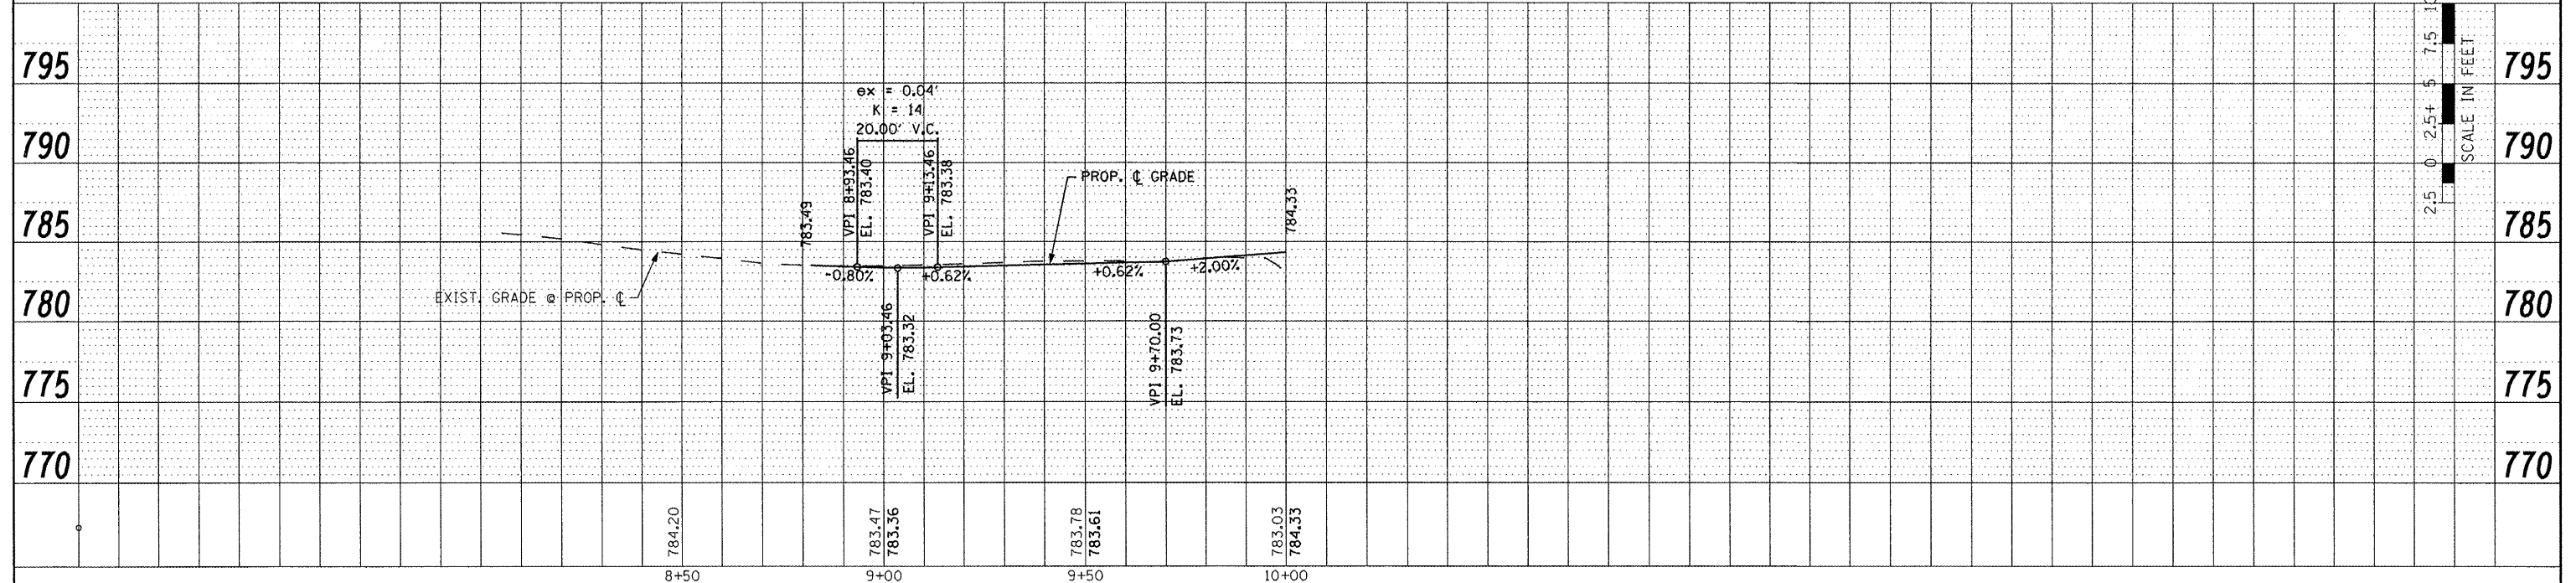 795
790
785
780
775
770
ex = 0.04'
K = 14
20.00' V.C.
VPI 8+93.46
EL. 783.40
VPI 9+13.46
EL. 783.38
783.49
PROP. ℄ GRADE
784.33
-0.80%
+0.62%
+0.62%
+2.00%
EXIST. GRADE @ PROP. ℄
VPI 9+03.46
EL. 783.32
VPI 9+70.00
EL. 783.73
784.20
783.47
783.36
783.78
783.61
783.03
784.33
8+50
9+00
9+50
10+00
2.5 0 2.5+ 5 7.5
SCALE IN FEET
795
790
785
780
775
770